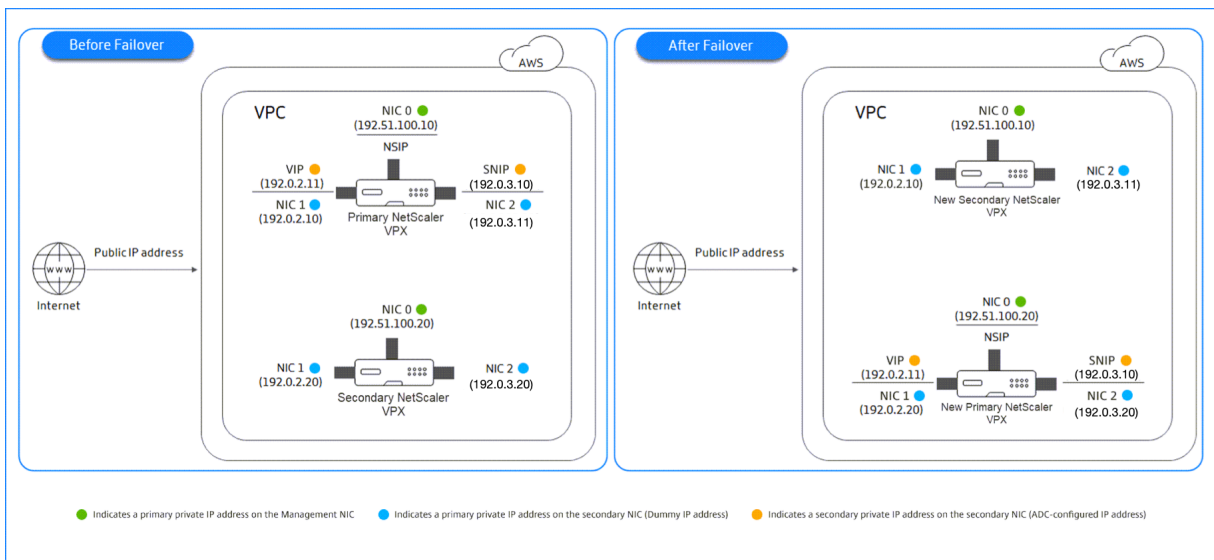 Before Failover
AWS
VPC
NIC 0
(192.51.100.10)
NSIP
VIP
(192.0.2.11)
NIC 1
(192.0.2.10)
SNIP
(192.0.3.10)
NIC 2
(192.0.3.11)
Primary NetScaler
VPX
Public IP address
www
Internet
NIC 0
(192.51.100.20)
NIC 1
(192.0.2.20)
NIC 2
(192.0.3.20)
Secondary NetScaler
VPX
After Failover
AWS
VPC
NIC 0
(192.51.100.10)
NIC 1
(192.0.2.10)
NIC 2
(192.0.3.11)
New Secondary NetScaler
VPX
Public IP address
www
Internet
NIC 0
(192.51.100.20)
NSIP
VIP
(192.0.2.11)
NIC 1
(192.0.2.20)
SNIP
(192.0.3.10)
NIC 2
(192.0.3.20)
New Primary NetScaler
VPX
Indicates a primary private IP address on the Management NIC
Indicates a primary private IP address on the secondary NIC (Dummy IP address)
Indicates a secondary private IP address on the secondary NIC (ADC-configured IP address)